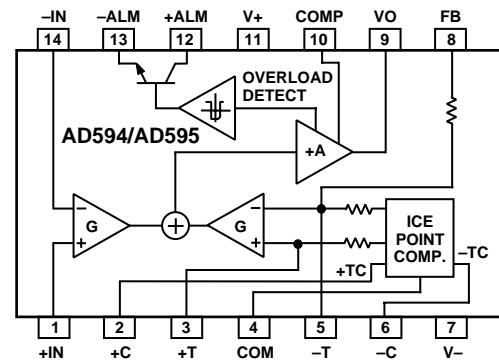 –IN –ALM +ALM V+ COMP VO FB
14 13 12 11 10 9 8
OVERLOAD
DETECT
AD594/AD595
+A
– –
G G
+ +
ICE
POINT
COMP.
+TC
–TC
1 2 3 4 5 6 7
+IN +C +T COM –T –C V–